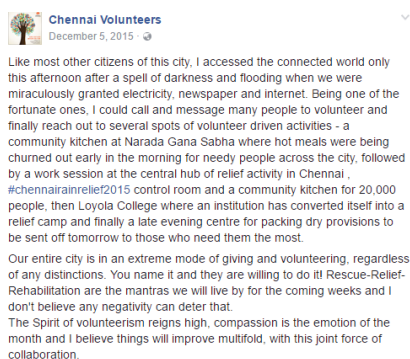 Chennai Volunteers
December 5, 2015 ·
Like most other citizens of this city, I accessed the connected world only
this afternoon after a spell of darkness and flooding when we were
miraculously granted electricity, newspaper and internet. Being one of the
fortunate ones, I could call and message many people to volunteer and
finally reach out to several spots of volunteer driven activities - a
community kitchen at Narada Gana Sabha where hot meals were being
churned out early in the morning for needy people across the city, followed
by a work session at the central hub of relief activity in Chennai ,
#chennairainrelief2015 control room and a community kitchen for 20,000
people, then Loyola College where an institution has converted itself into a
relief camp and finally a late evening centre for packing dry provisions to
be sent off tomorrow to those who need them the most.
Our entire city is in an extreme mode of giving and volunteering, regardless
of any distinctions. You name it and they are willing to do it! Rescue-Relief-
Rehabilitation are the mantras we will live by for the coming weeks and I
don't believe any negativity can deter that.
The Spirit of volunteerism reigns high, compassion is the emotion of the
month and I believe things will improve multifold, with this joint force of
collaboration.